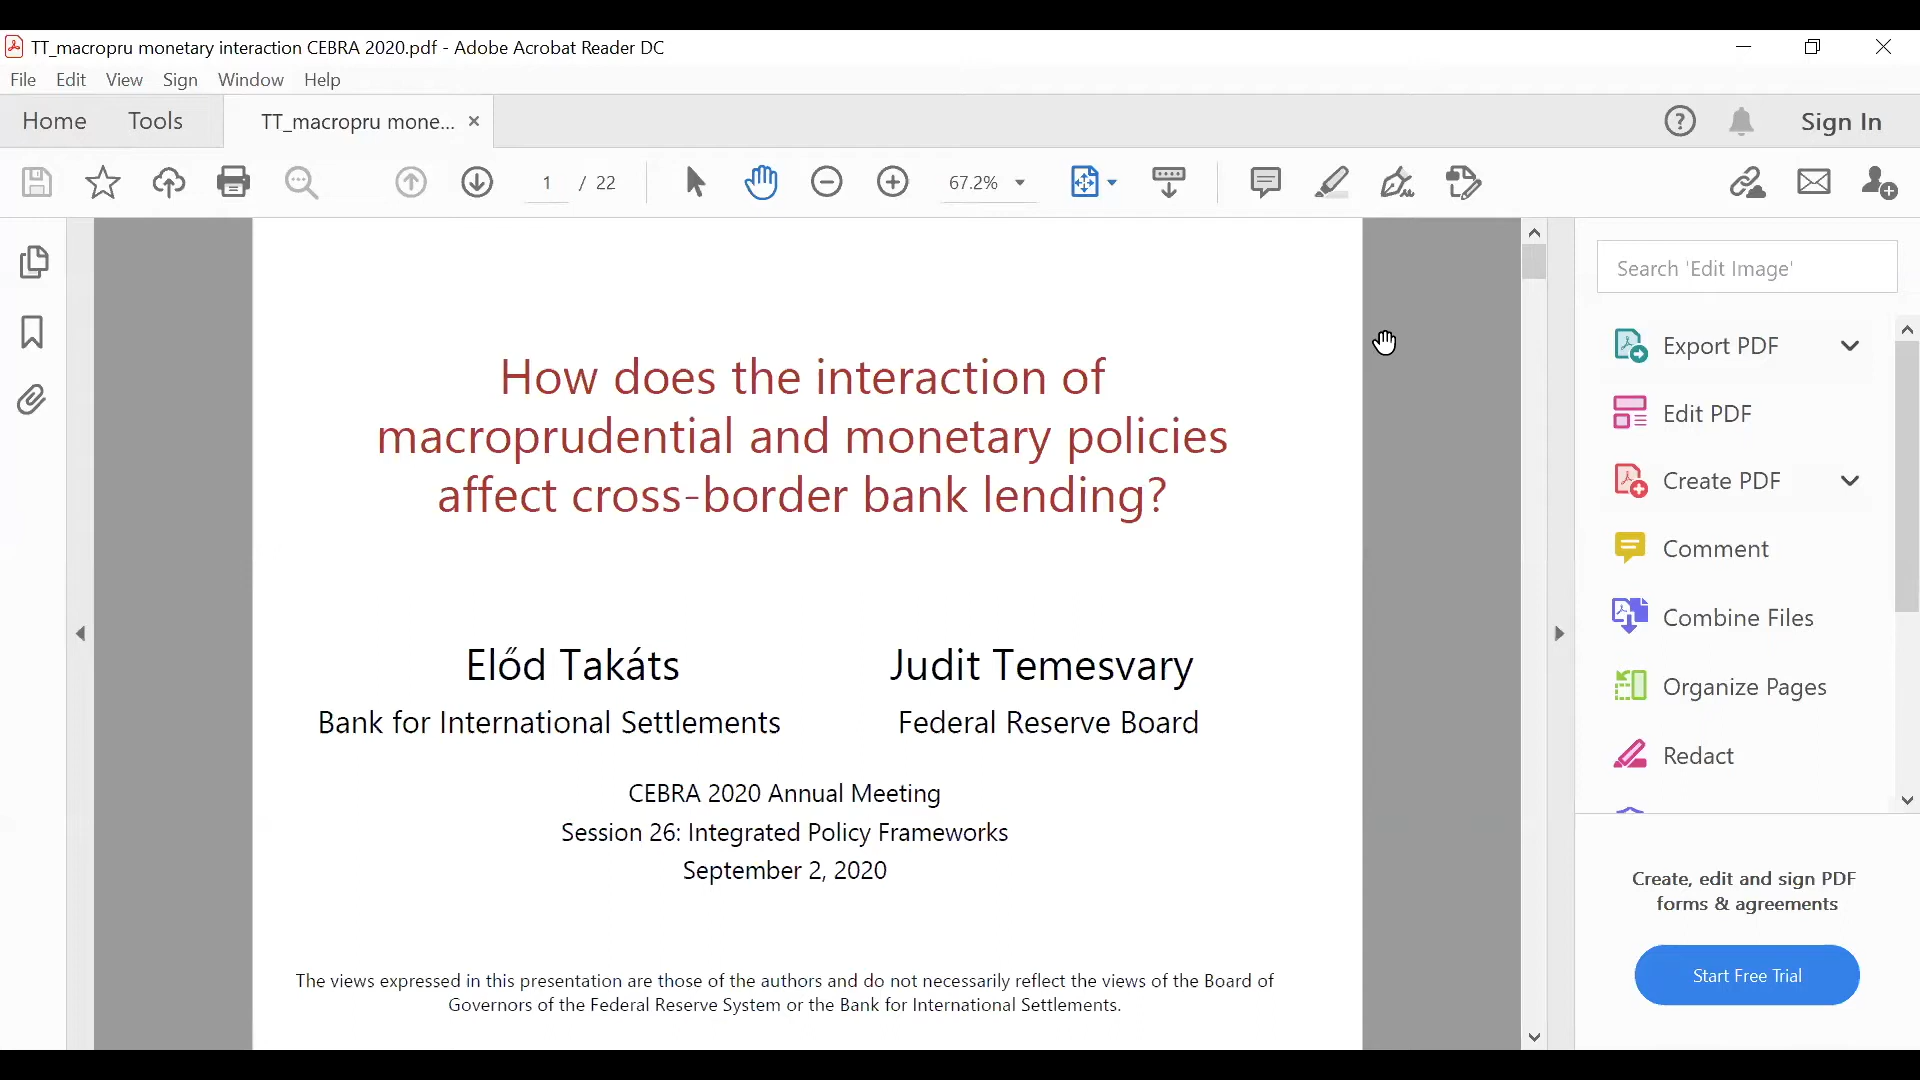 TT_macropru monetary interaction CEBRA 2020.pdf - Adobe Acrobat Reader DC
File Edit View Sign Window Help
Home Tools TT_macropru mone... × Sign In
1 / 22 67.2%
Search 'Edit Image'
Export PDF
Edit PDF
Create PDF
Comment
Combine Files
Organize Pages
Redact
Create, edit and sign PDF
forms & agreements
Start Free Trial
How does the interaction of
macroprudential and monetary policies
affect cross-border bank lending?
Előd Takáts Judit Temesvary
Bank for International Settlements Federal Reserve Board
CEBRA 2020 Annual Meeting
Session 26: Integrated Policy Frameworks
September 2, 2020
The views expressed in this presentation are those of the authors and do not necessarily reflect the views of the Board of
Governors of the Federal Reserve System or the Bank for International Settlements.